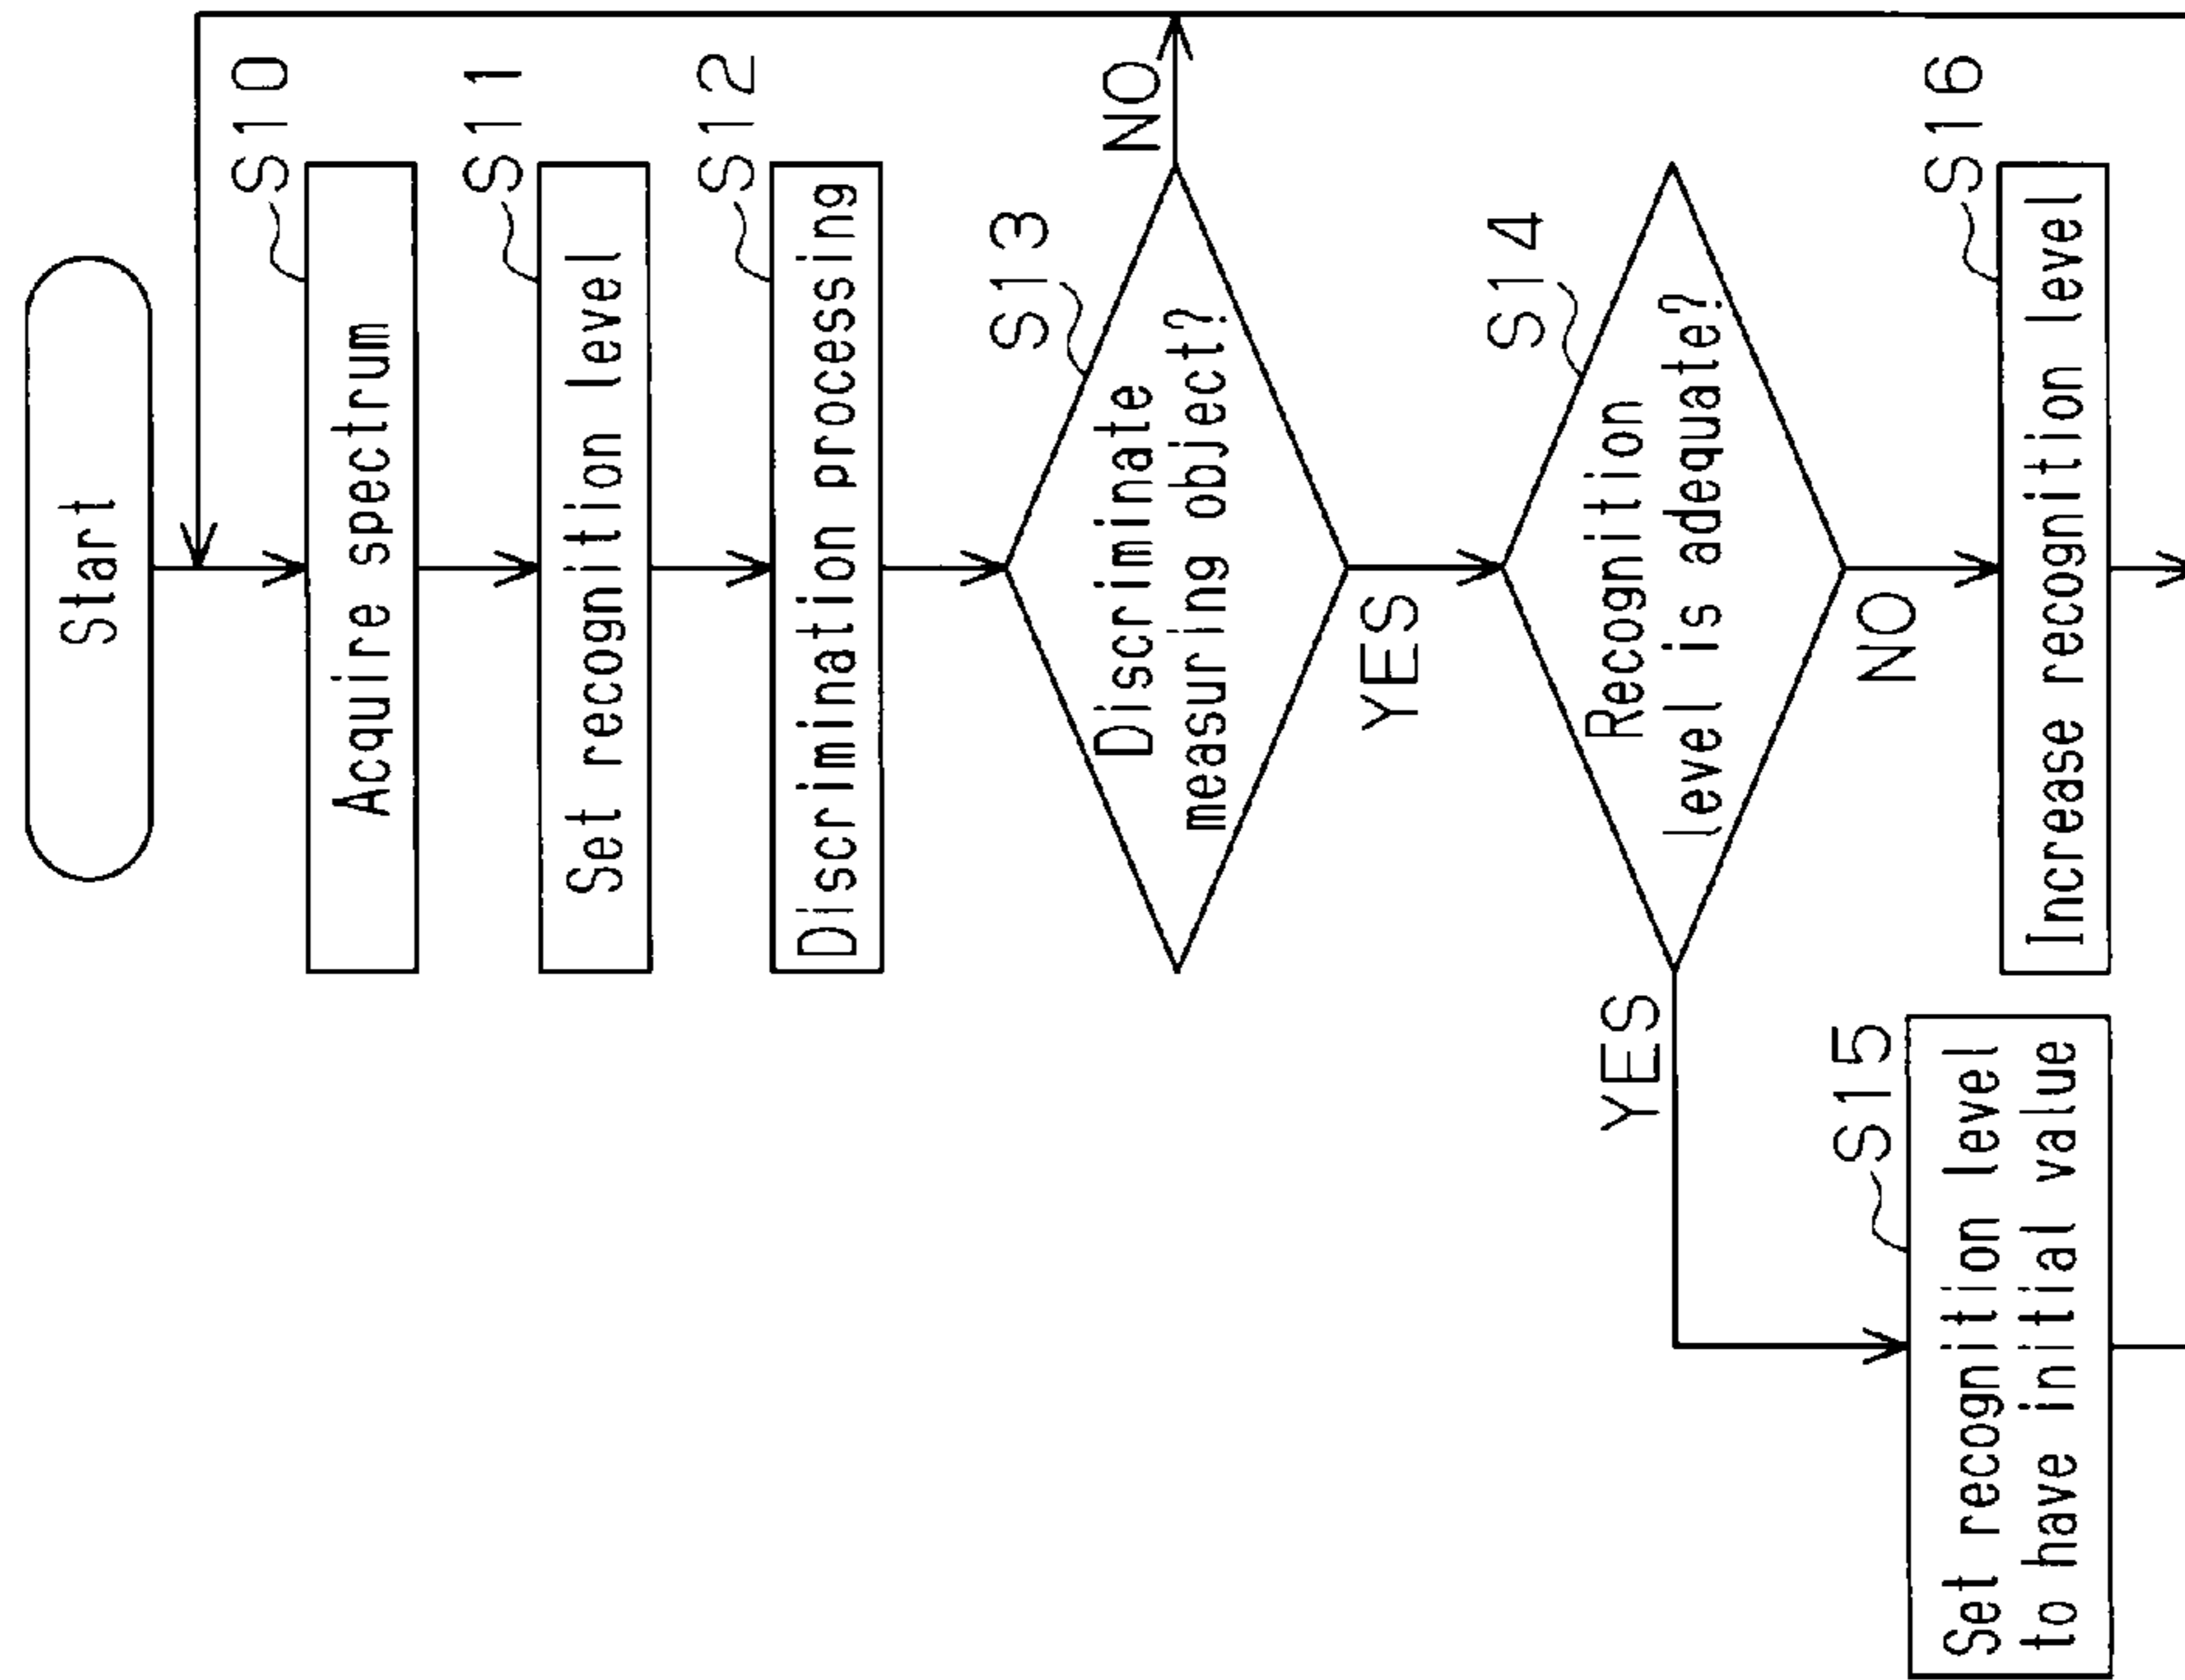 Start
S10
Acquire spectrum
S11
Set recognition level
S12
Discrimination processing
S13
Discriminate
measuring object?
NO
YES
S14
Recognition
level is adequate?
YES
NO
S15
Set recognition level
to have initial value
S16
Increase recognition level